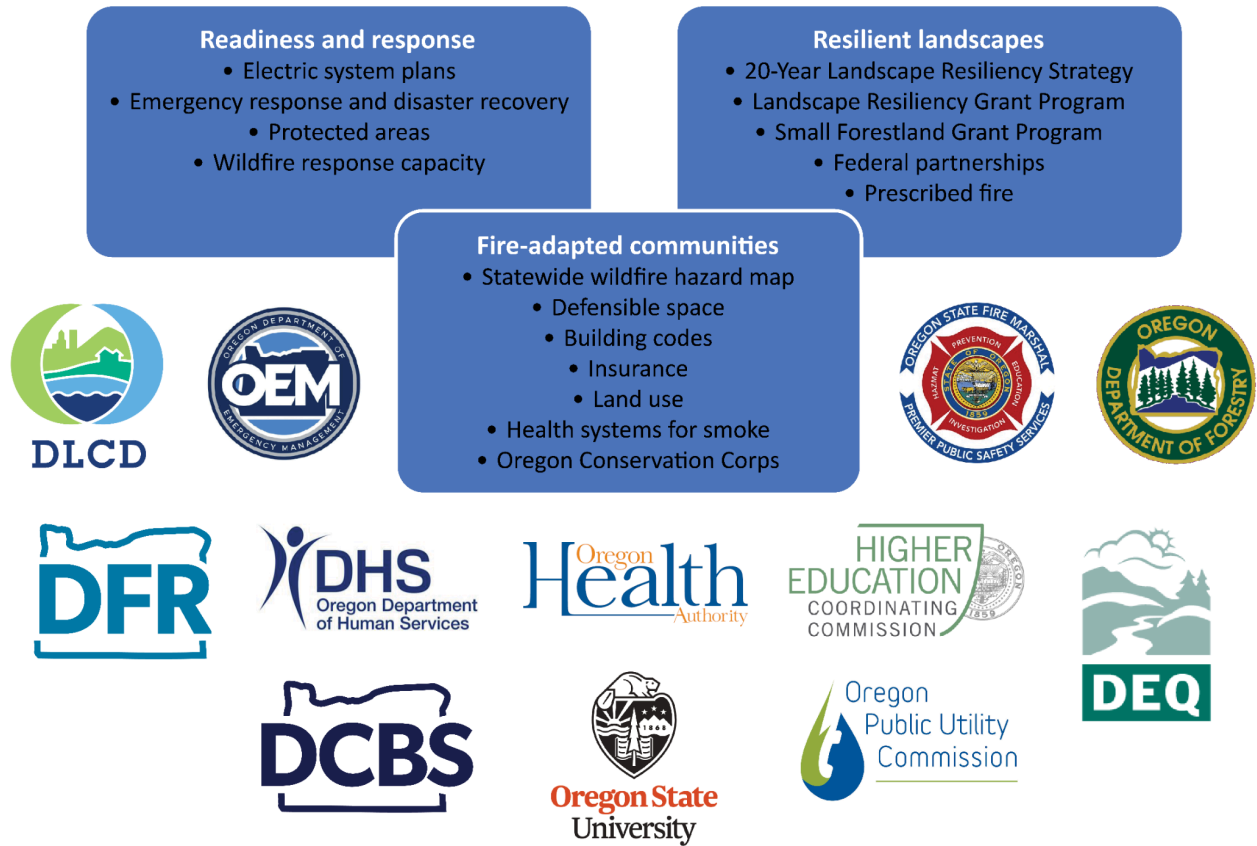 Readiness and response
• Electric system plans
• Emergency response and disaster recovery
• Protected areas
• Wildfire response capacity
Resilient landscapes
• 20-Year Landscape Resiliency Strategy
• Landscape Resiliency Grant Program
• Small Forestland Grant Program
• Federal partnerships
• Prescribed fire
Fire-adapted communities
• Statewide wildfire hazard map
• Defensible space
• Building codes
• Insurance
• Land use
• Health systems for smoke
• Oregon Conservation Corps
DLCD
OREGON DEPARTMENT OF
OEM
EMERGENCY MANAGEMENT
OREGON STATE FIRE MARSHAL
PREVENTION
HAZMAT
EDUCATION
INVESTIGATION
STATE OF OREGON
1859
PREMIER PUBLIC SAFETY SERVICES
OREGON
DEPARTMENT OF FORESTRY
DFR
DHS
Oregon Department
of Human Services
Oregon
Health
Authority
HIGHER
EDUCATION
COORDINATING
COMMISSION
OREGON
1859
DEQ
DCBS
1868
Oregon State
University
Oregon
Public Utility
Commission